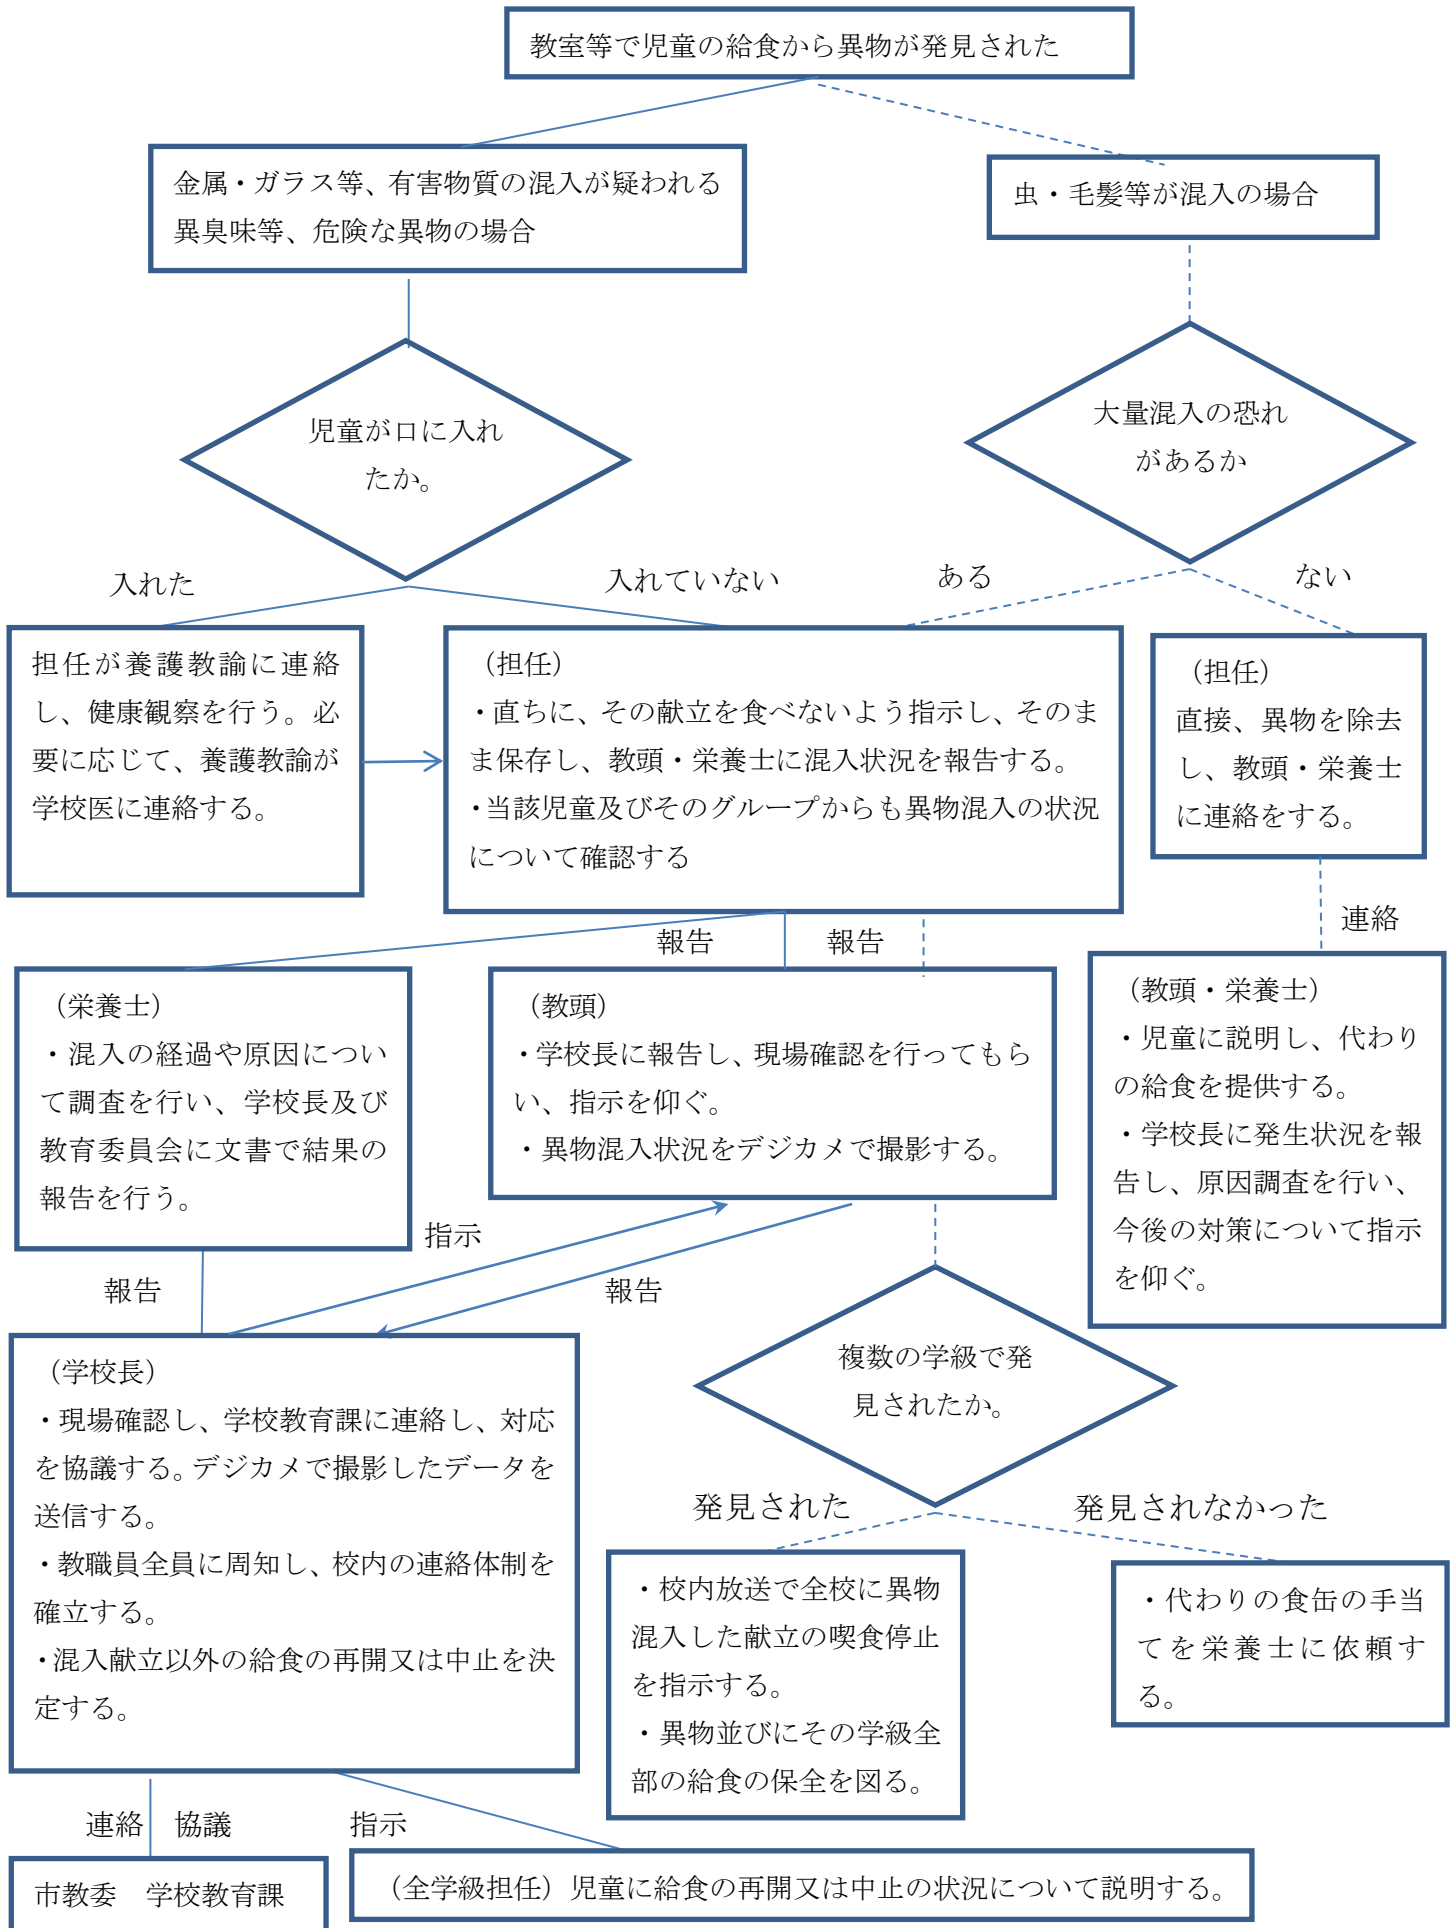 教室等で児童の給食から異物が発見された
金属・ガラス等、有害物質の混入が疑われる
異臭味等、危険な異物の場合
虫・毛髪等が混入の場合
児童が口に入れ
たか。
大量混入の恐れ
があるか
入れた
入れていない
ある
ない
担任が養護教諭に連絡
し、健康観察を行う。必
要に応じて、養護教諭が
学校医に連絡する。
（担任）
・直ちに、その献立を食べないよう指示し、そのま
ま保存し、教頭・栄養士に混入状況を報告する。
・当該児童及びそのグループからも異物混入の状況
について確認する
（担任）
直接、異物を除去
し、教頭・栄養士
に連絡をする。
報告
報告
連絡
（栄養士）
・混入の経過や原因につい
て調査を行い、学校長及び
教育委員会に文書で結果の
報告を行う。
（教頭）
・学校長に報告し、現場確認を行ってもら
い、指示を仰ぐ。
・異物混入状況をデジカメで撮影する。
（教頭・栄養士）
・児童に説明し、代わり
の給食を提供する。
・学校長に発生状況を報
告し、原因調査を行い、
今後の対策について指示
を仰ぐ。
指示
報告
報告
（学校長）
・現場確認し、学校教育課に連絡し、対応
を協議する。デジカメで撮影したデータを
送信する。
・教職員全員に周知し、校内の連絡体制を
確立する。
・混入献立以外の給食の再開又は中止を決
定する。
複数の学級で発
見されたか。
発見された
発見されなかった
・校内放送で全校に異物
混入した献立の喫食停止
を指示する。
・異物並びにその学級全
部の給食の保全を図る。
・代わりの食缶の手当
てを栄養士に依頼す
る。
連絡
協議
指示
市教委　学校教育課
（全学級担任）児童に給食の再開又は中止の状況について説明する。